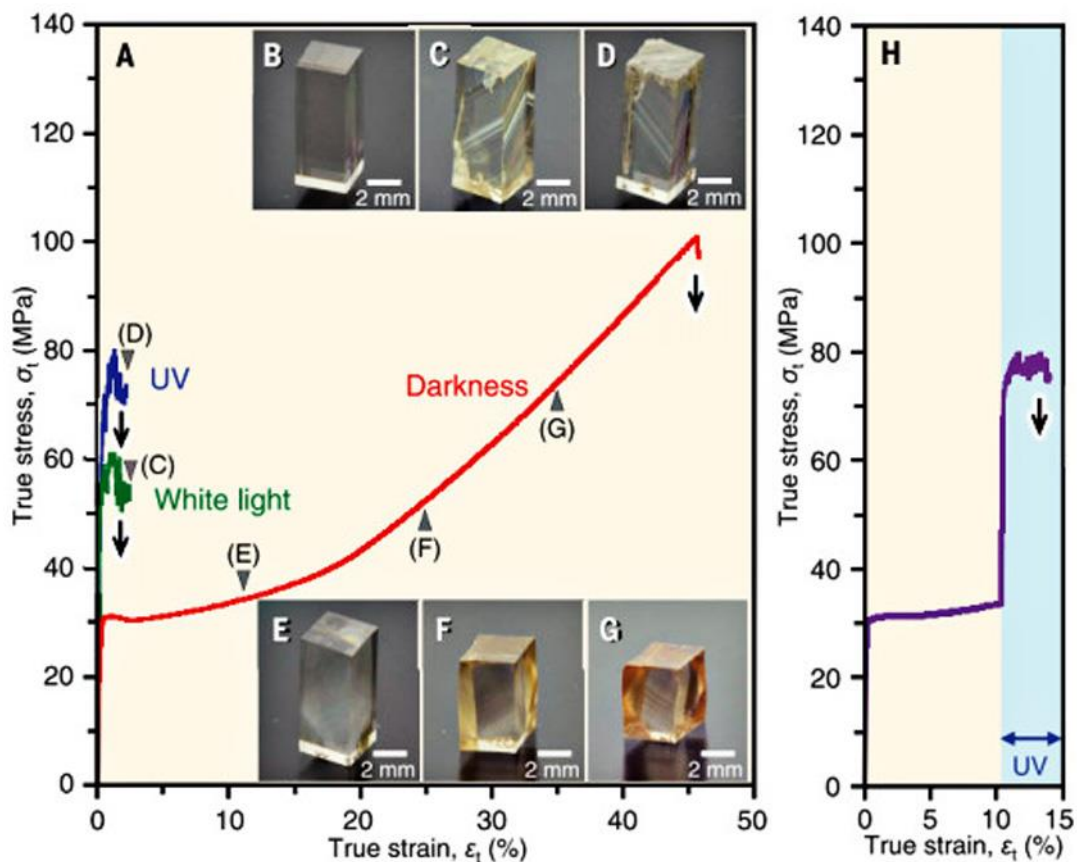 A
B
2 mm
C
2 mm
D
2 mm
H
140
120
100
80
60
40
20
0
True stress, σt (MPa)
(D)
UV
(C)
White light
Darkness
(E)
(F)
(G)
E
2 mm
F
2 mm
G
2 mm
0
10
20
30
40
50
True strain, εt (%)
140
120
100
80
60
40
20
0
True stress, σt (MPa)
UV
0
5
10
15
True strain, εt (%)